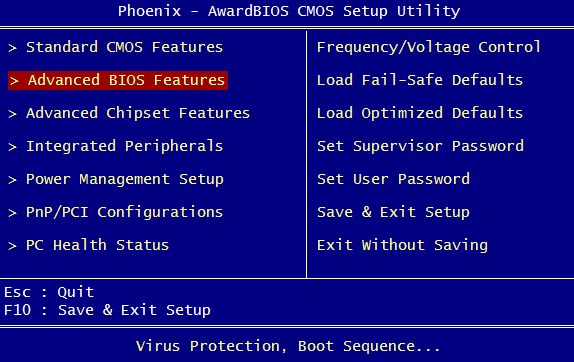 Phoenix - AwardBIOS CMOS Setup Utility
> Standard CMOS Features
> Advanced BIOS Features
> Advanced Chipset Features
> Integrated Peripherals
> Power Management Setup
> PnP/PCI Configurations
> PC Health Status
Frequency/Voltage Control
Load Fail-Safe Defaults
Load Optimized Defaults
Set Supervisor Password
Set User Password
Save & Exit Setup
Exit Without Saving
Esc : Quit
F10 : Save & Exit Setup
Virus Protection, Boot Sequence...